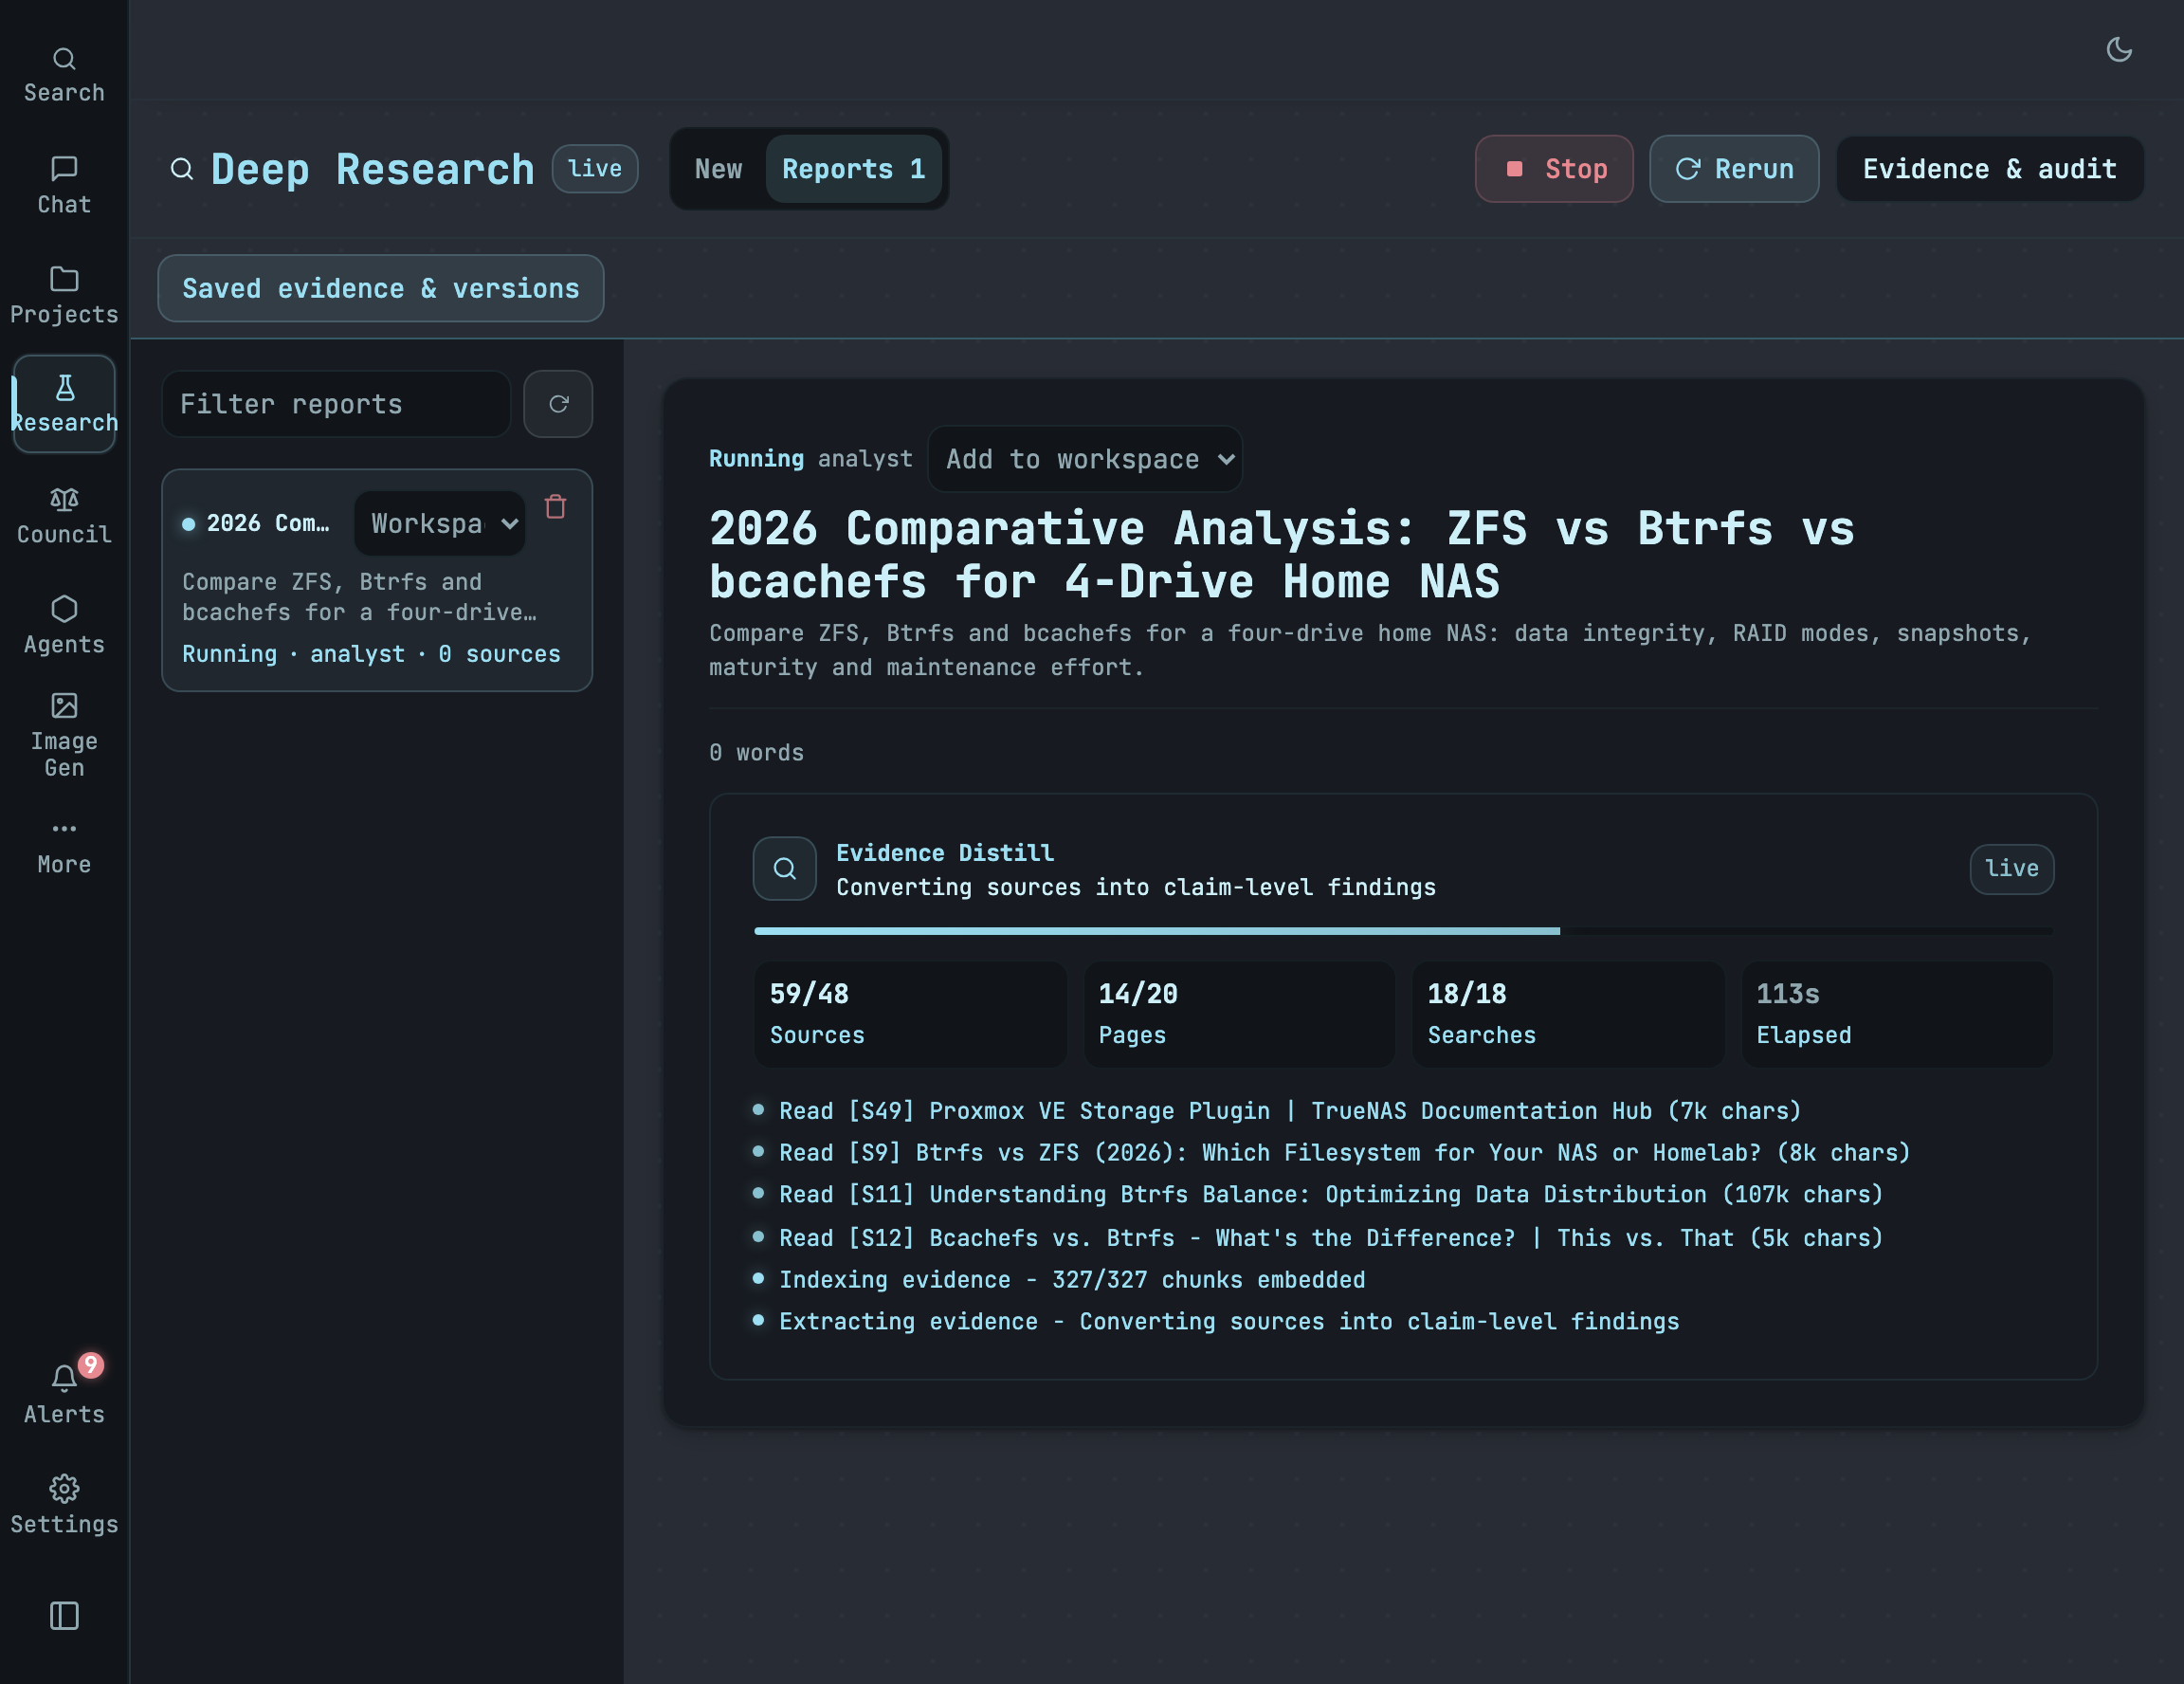 Search
Chat
Projects
Research
Council
Agents
Image
Gen
More
Alerts
9
Settings
Deep Research
live
New
Reports 1
Stop
Rerun
Evidence & audit
Saved evidence & versions
Filter reports
2026 Com…
Workspa
Compare ZFS, Btrfs and
bcachefs for a four-drive…
Running · analyst · 0 sources
Running analyst Add to workspace
2026 Comparative Analysis: ZFS vs Btrfs vs
bcachefs for 4-Drive Home NAS
Compare ZFS, Btrfs and bcachefs for a four-drive home NAS: data integrity, RAID modes, snapshots,
maturity and maintenance effort.
0 words
Evidence Distill
Converting sources into claim-level findings
live
59/48
Sources
14/20
Pages
18/18
Searches
113s
Elapsed
Read [S49] Proxmox VE Storage Plugin | TrueNAS Documentation Hub (7k chars)
Read [S9] Btrfs vs ZFS (2026): Which Filesystem for Your NAS or Homelab? (8k chars)
Read [S11] Understanding Btrfs Balance: Optimizing Data Distribution (107k chars)
Read [S12] Bcachefs vs. Btrfs - What's the Difference? | This vs. That (5k chars)
Indexing evidence - 327/327 chunks embedded
Extracting evidence - Converting sources into claim-level findings